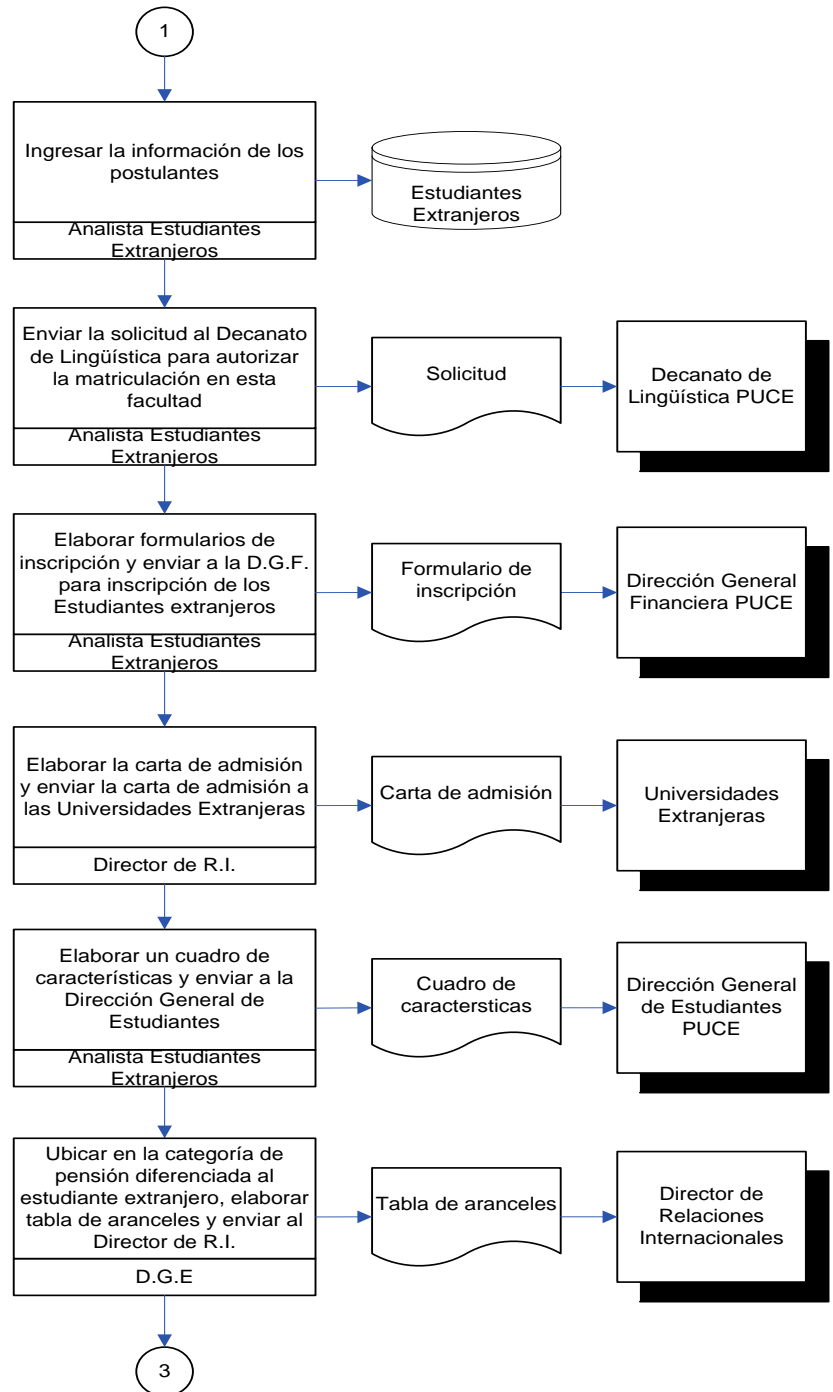 1
Ingresar la información de los
postulantes
Analista Estudiantes
Extranjeros
Estudiantes
Extranjeros
Enviar la solicitud al Decanato
de Lingüística para autorizar
la matriculación en esta
facultad
Analista Estudiantes
Extranjeros
Solicitud
Decanato de
Lingüística PUCE
Elaborar formularios de
inscripción y enviar a la D.G.F.
para inscripción de los
Estudiantes extranjeros
Analista Estudiantes
Extranjeros
Formulario de
inscripción
Dirección General
Financiera PUCE
Elaborar la carta de admisión
y enviar la carta de admisión a
las Universidades Extranjeras
Director de R.I.
Carta de admisión
Universidades
Extranjeras
Elaborar un cuadro de
características y enviar a la
Dirección General de
Estudiantes
Analista Estudiantes
Extranjeros
Cuadro de
caractersticas
Dirección General
de Estudiantes
PUCE
Ubicar en la categoría de
pensión diferenciada al
estudiante extranjero, elaborar
tabla de aranceles y enviar al
Director de R.I.
D.G.E
Tabla de aranceles
Director de
Relaciones
Internacionales
3